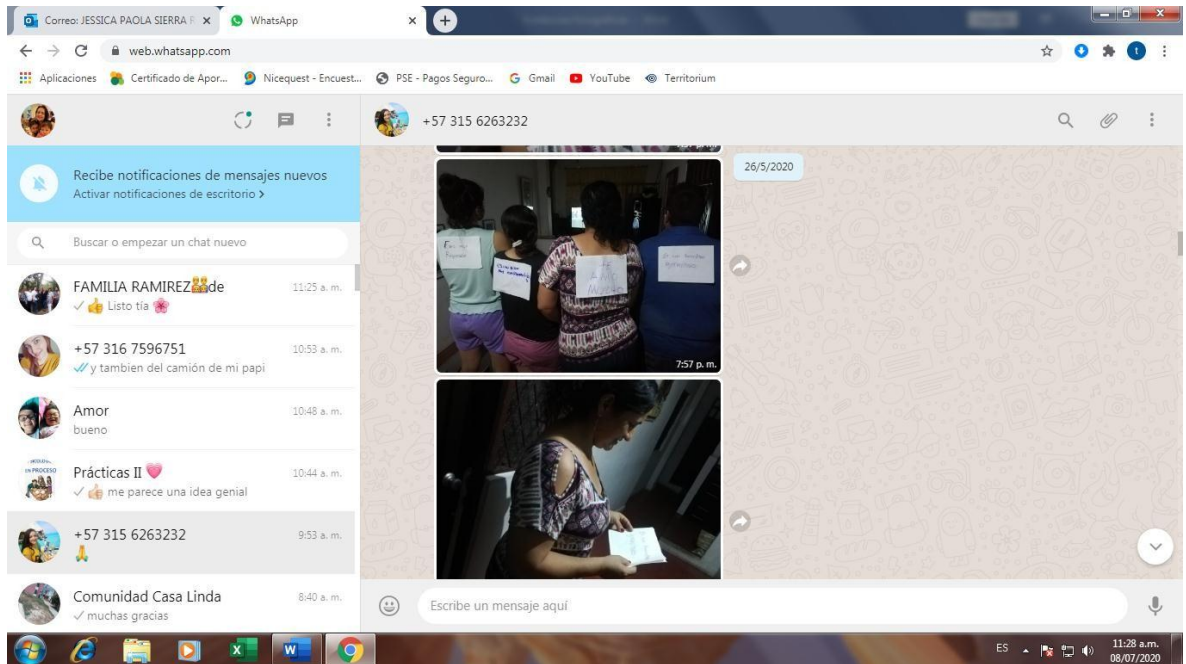 Correo: JESSICA PAOLA SIERRA R
WhatsApp
web.whatsapp.com
Aplicaciones
Certificado de Apor...
Nicequest - Encuest...
PSE - Pagos Seguro...
Gmail
YouTube
Territorium
t
+57 315 6263232
Recibe notificaciones de mensajes nuevos
Activar notificaciones de escritorio >
Buscar o empezar un chat nuevo
FAMILIA RAMIREZ👨‍👩‍👧‍👦de
11:25 a. m.
👍 Listo tía 🌸
+57 316 7596751
10:53 a. m.
y tambien del camión de mi papi
Amor
10:48 a. m.
bueno
EN PROCESO
Prácticas II 💗
10:44 a. m.
👍🏻 me parece una idea genial
+57 315 6263232
9:53 a. m.
🙏
Comunidad Casa Linda
8:40 a. m.
muchas gracias
26/5/2020
TE
AMO
MUCHO
7:57 p. m.
Escribe un mensaje aquí
ES
11:28 a.m.
08/07/2020